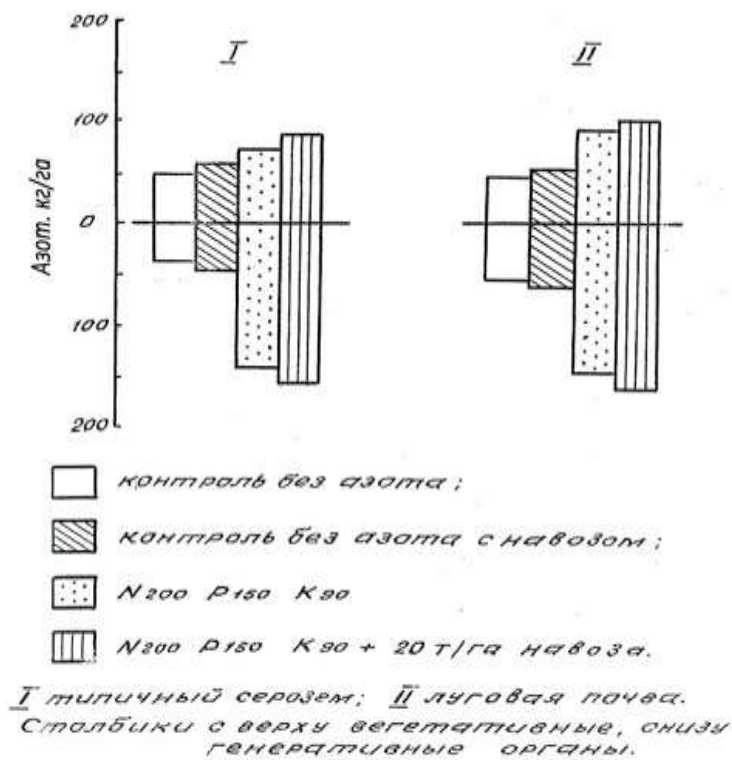 200
I
II
100
0
100
200
Азот. кг/га
контроль без азота;
контроль без азота с навозом;
N200 P150 K90
N200 P150 K90 + 20 т/га навоза.
I типичный серозем; II луговая почва.
Столбики с верху вегетативные, снизу
генеративные органы.